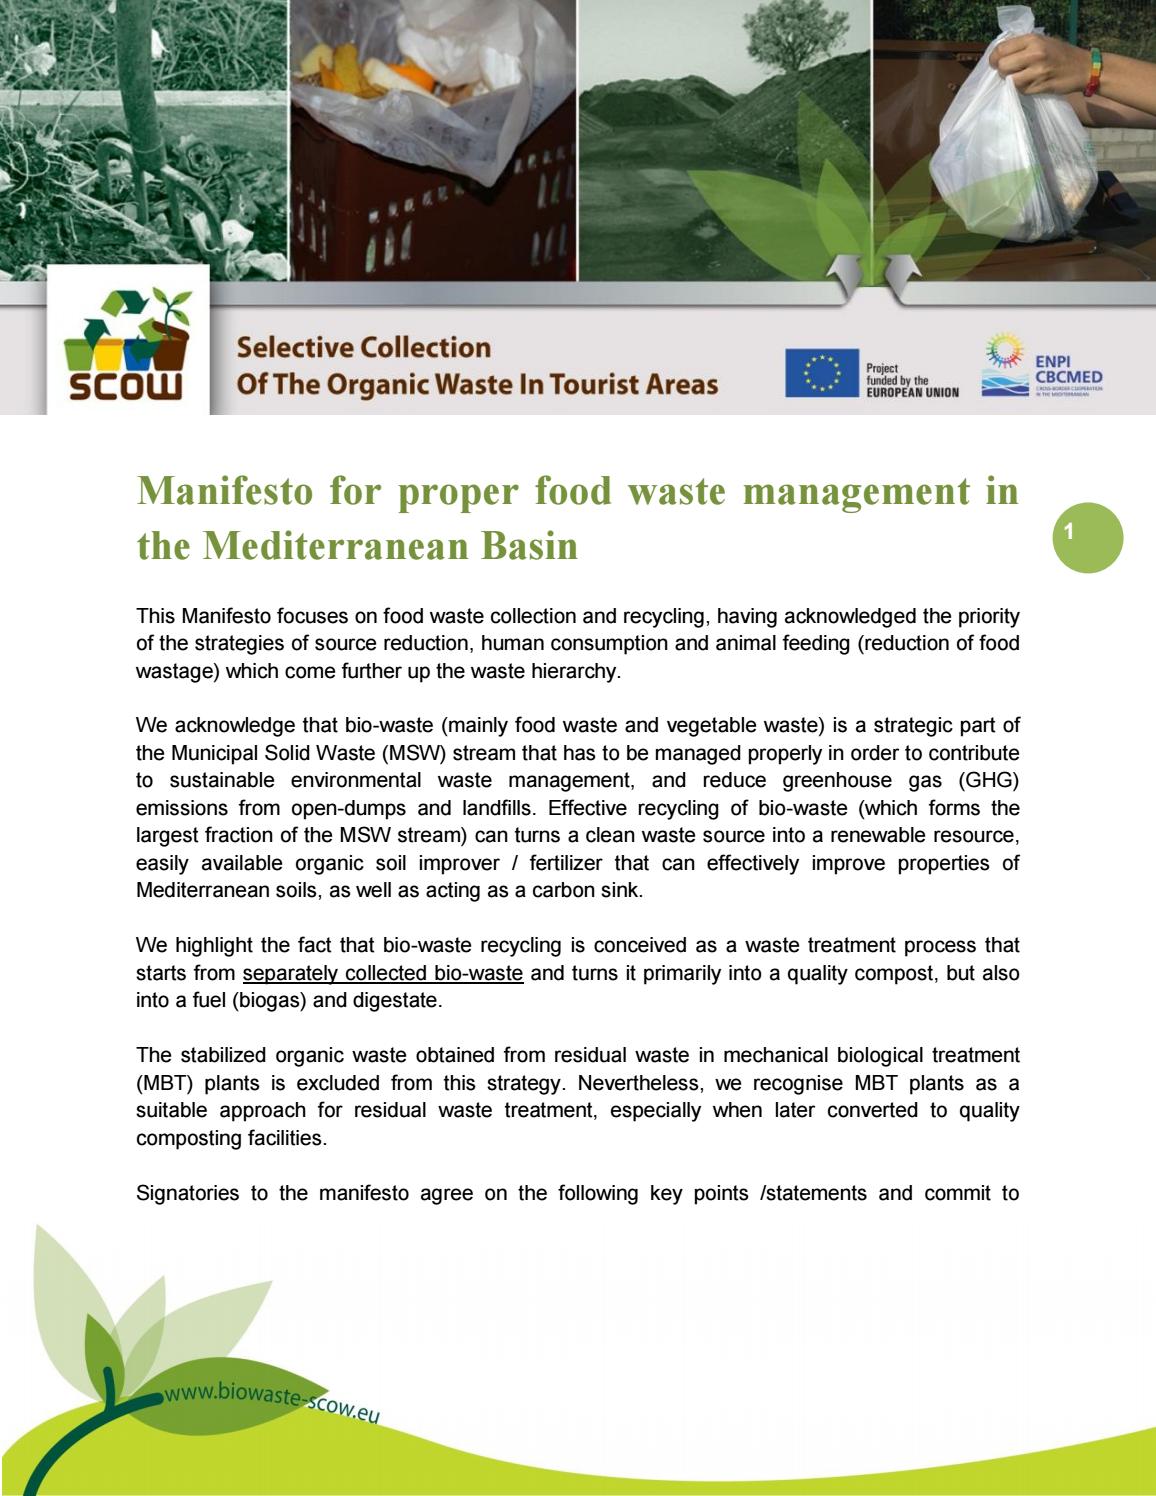 SCOW
Selective Collection
Of The Organic Waste In Tourist Areas
Project
funded by the
EUROPEAN UNION
ENPI
CBCMED
CROSS-BORDER COOPERATION
IN THE MEDITERRANEAN
Manifesto for proper food waste management in
the Mediterranean Basin
1
This Manifesto focuses on food waste collection and recycling, having acknowledged the priority
of the strategies of source reduction, human consumption and animal feeding (reduction of food
wastage) which come further up the waste hierarchy.
We acknowledge that bio-waste (mainly food waste and vegetable waste) is a strategic part of
the Municipal Solid Waste (MSW) stream that has to be managed properly in order to contribute
to sustainable environmental waste management, and reduce greenhouse gas (GHG)
emissions from open-dumps and landfills. Effective recycling of bio-waste (which forms the
largest fraction of the MSW stream) can turns a clean waste source into a renewable resource,
easily available organic soil improver / fertilizer that can effectively improve properties of
Mediterranean soils, as well as acting as a carbon sink.
We highlight the fact that bio-waste recycling is conceived as a waste treatment process that
starts from separately collected bio-waste and turns it primarily into a quality compost, but also
into a fuel (biogas) and digestate.
The stabilized organic waste obtained from residual waste in mechanical biological treatment
(MBT) plants is excluded from this strategy. Nevertheless, we recognise MBT plants as a
suitable approach for residual waste treatment, especially when later converted to quality
composting facilities.
Signatories to the manifesto agree on the following key points /statements and commit to
www.biowaste-scow.eu